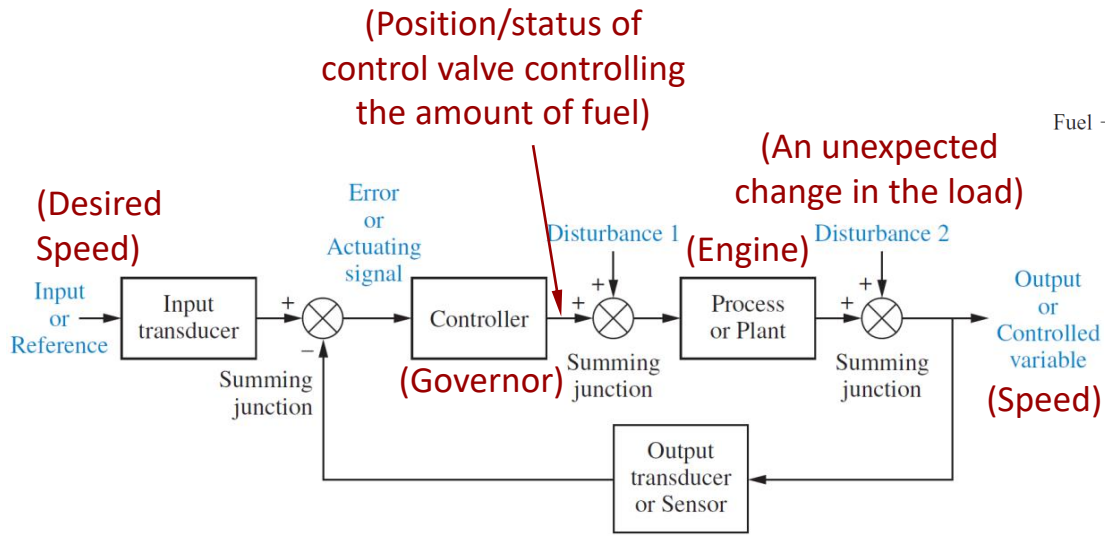 (Position/status of
control valve controlling
the amount of fuel)
Fuel
(An unexpected
change in the load)
(Desired
Speed)
Error
or
Actuating
signal
Disturbance 1
(Engine)
Disturbance 2
Input
or
Reference
Input
transducer
+
−
Summing
junction
Controller
(Governor)
+
+
Summing
junction
Process
or Plant
+
+
Summing
junction
Output
or
Controlled
variable
(Speed)
Output
transducer
or Sensor